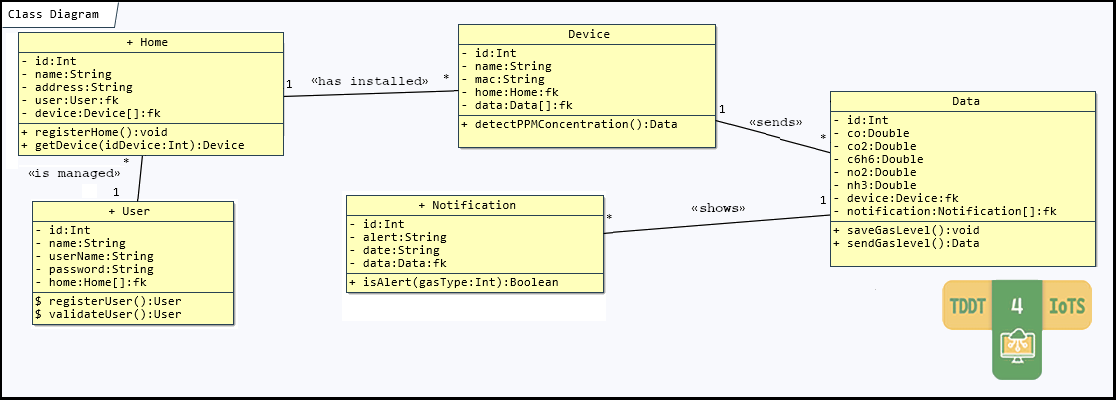 Class Diagram
+ Home
- id:Int
- name:String
- address:String
- user:User:fk
- device:Device[]:fk
+ registerHome():void
+ getDevice(idDevice:Int):Device
1 «has installed» *
Device
- id:Int
- name:String
- mac:String
- home:Home:fk
- data:Data[]:fk
+ detectPPMConcentration():Data
1
«sends»
*
Data
- id:Int
- co:Double
- co2:Double
- c6h6:Double
- no2:Double
- nh3:Double
- device:Device:fk
- notification:Notification[]:fk
+ saveGasLevel():void
+ sendGaslevel():Data
*
«is managed»
1
+ User
- id:Int
- name:String
- userName:String
- password:String
- home:Home[]:fk
$ registerUser():User
$ validateUser():User
+ Notification
- id:Int
- alert:String
- date:String
- data:Data:fk
+ isAlert(gasType:Int):Boolean
* «shows» 1
TDDT 4 IoTS